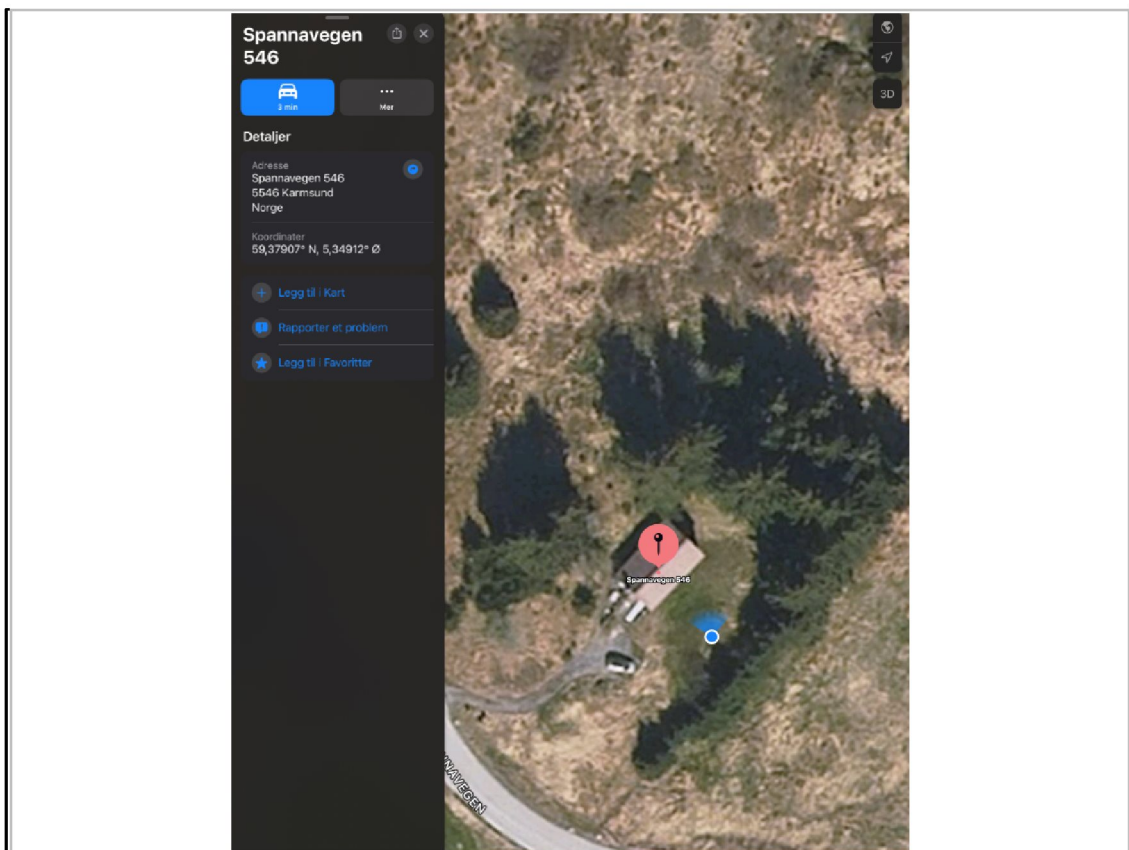 Spannavegen
546
3 min
Mer
Detaljer
Adresse
Spannavegen 546
5546 Karmsund
Norge
Koordinater
59,37907° N, 5,34912° Ø
Legg til i Kart
Rapporter et problem
Legg til i Favoritter
3D
Spannavegen 546
NAVEGEN